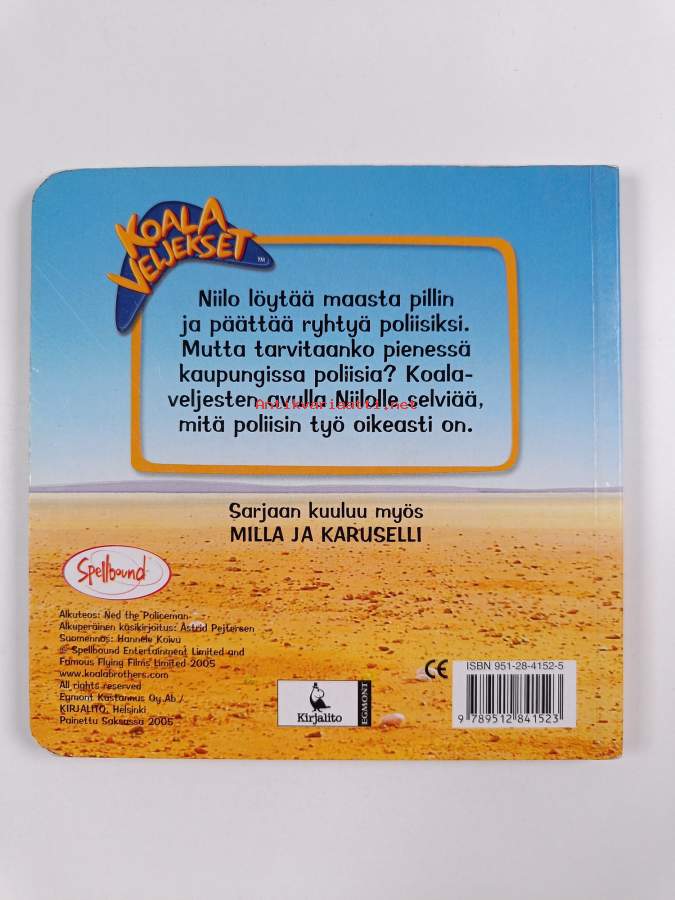 KOALA
VELJEKSET™
Niilo löytää maasta pillin
ja päättää ryhtyä poliisiksi.
Mutta tarvitaanko pienessä
kaupungissa poliisia? Koala-
veljesten avulla Niilolle selviää,
Antikvariaatti.net
mitä poliisin työ oikeasti on.
Sarjaan kuuluu myös
MILLA JA KARUSELLI
Spellbound
Alkuteos: Ned the Policeman
Alkuperäinen käsikirjoitus: Astrid Pejtersen
Suomennos: Hannele Koivu
© Spellbound Entertainment Limited and
Famous Flying Films Limited 2005
www.koalabrothers.com
All rights reserved
Egmont Kustannus Oy Ab /
KIRJALITO, Helsinki
Painettu Saksassa 2005
Kirjalito
EGMONT
CE
ISBN 951-28-4152-5
9 789512 841523